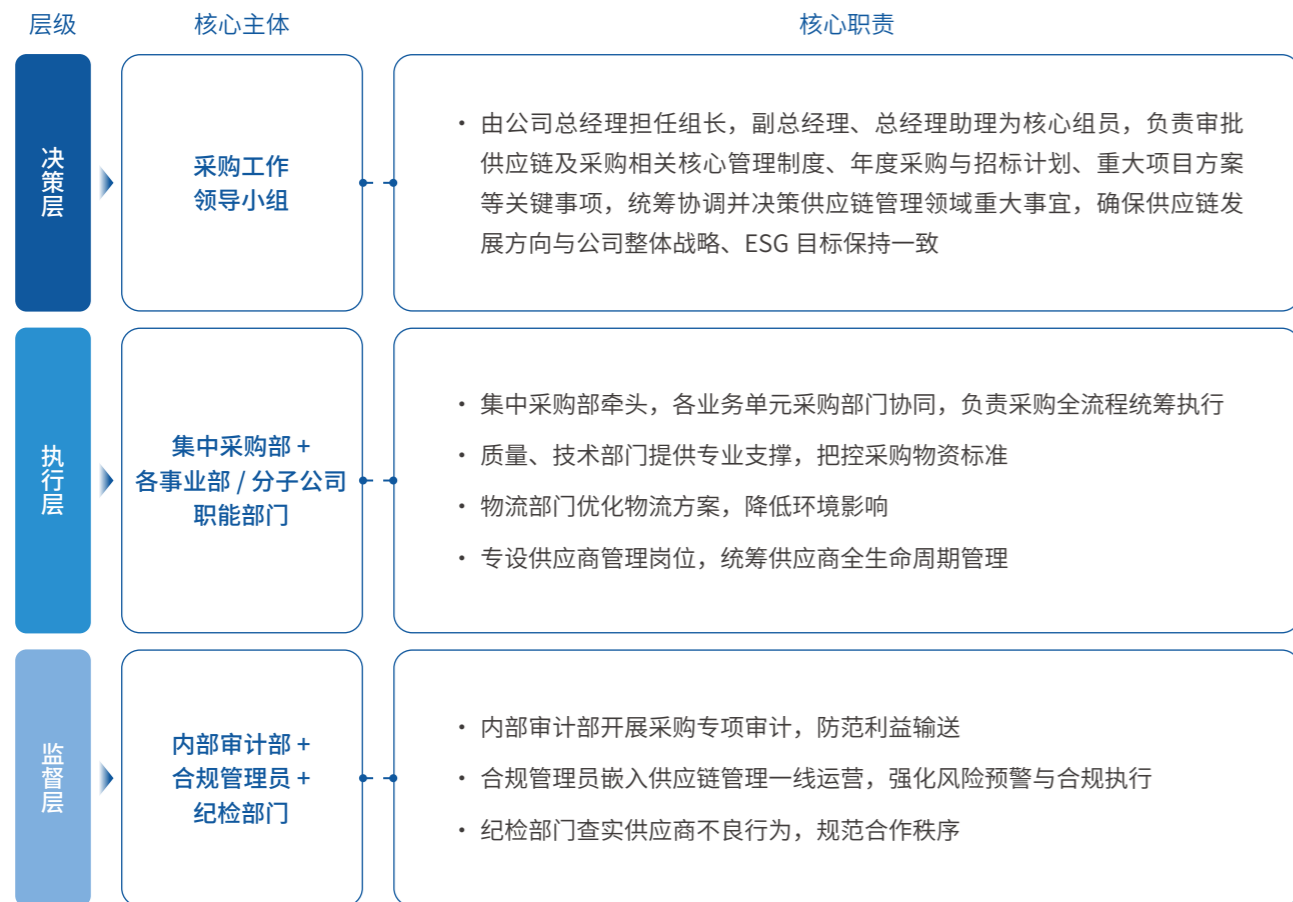 层级 核心主体 核心职责
决策层
采购工作
领导小组
· 由公司总经理担任组长，副总经理、总经理助理为核心组员，负责审批
供应链及采购相关核心管理制度、年度采购与招标计划、重大项目方案
等关键事项，统筹协调并决策供应链管理领域重大事宜，确保供应链发
展方向与公司整体战略、ESG 目标保持一致
执行层
集中采购部 +
各事业部 / 分子公司
职能部门
· 集中采购部牵头，各业务单元采购部门协同，负责采购全流程统筹执行
· 质量、技术部门提供专业支撑，把控采购物资标准
· 物流部门优化物流方案，降低环境影响
· 专设供应商管理岗位，统筹供应商全生命周期管理
监督层
内部审计部 +
合规管理员 +
纪检部门
· 内部审计部开展采购专项审计，防范利益输送
· 合规管理员嵌入供应链管理一线运营，强化风险预警与合规执行
· 纪检部门查实供应商不良行为，规范合作秩序